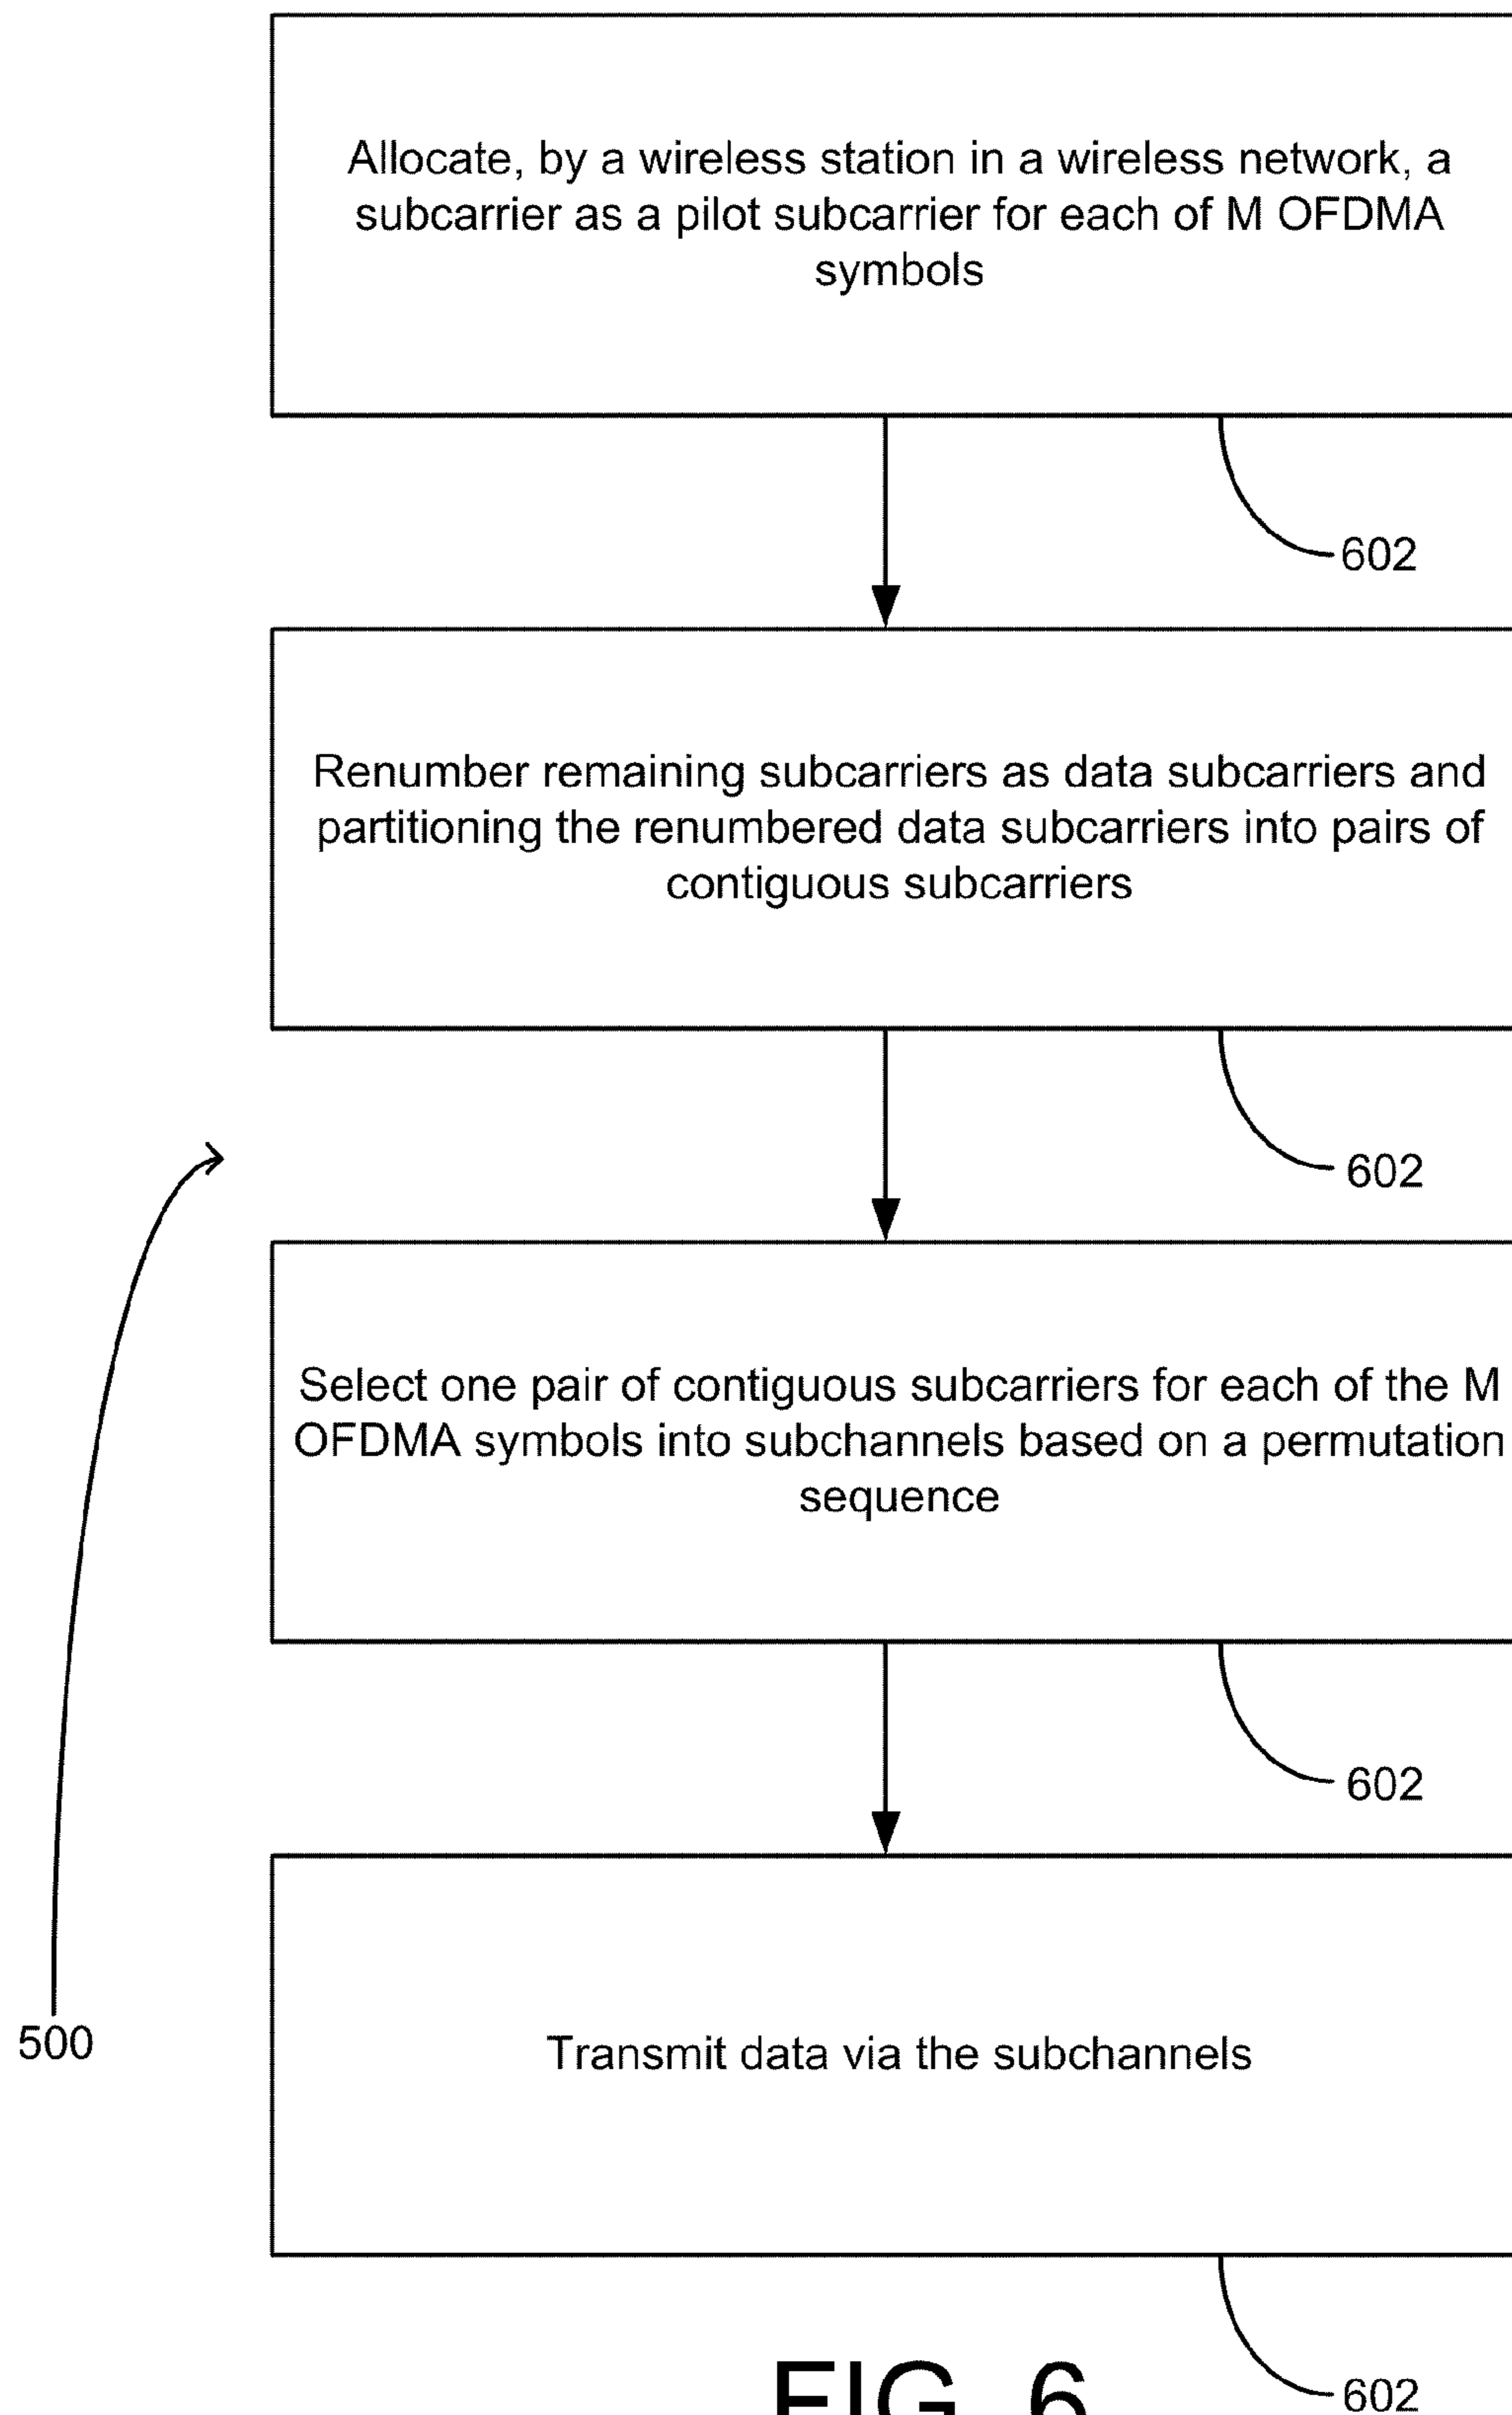 Allocate, by a wireless station in a wireless network, a
subcarrier as a pilot subcarrier for each of M OFDMA
symbols
602
Renumber remaining subcarriers as data subcarriers and
partitioning the renumbered data subcarriers into pairs of
contiguous subcarriers
602
Select one pair of contiguous subcarriers for each of the M
OFDMA symbols into subchannels based on a permutation
sequence
602
500
Transmit data via the subchannels
602
FIG. 6